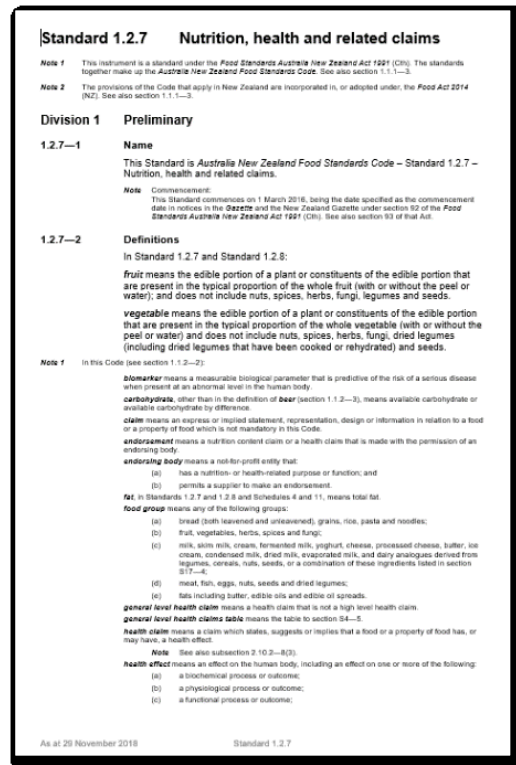 Standard 1.2.7 Nutrition, health and related claims
Note 1 This instrument is a standard under the Food Standards Australia New Zealand Act 1991 (Cth). The standards
together make up the Australia New Zealand Food Standards Code. See also section 1.1.1—3.
Note 2 The provisions of the Code that apply in New Zealand are incorporated in, or adopted under, the Food Act 2014
(NZ). See also section 1.1.1—3.
Division 1 Preliminary
1.2.7—1 Name
This Standard is Australia New Zealand Food Standards Code – Standard 1.2.7 –
Nutrition, health and related claims.
Note Commencement:
This Standard commences on 1 March 2016, being the date specified as the commencement
date in notices in the Gazette and the New Zealand Gazette under section 92 of the Food
Standards Australia New Zealand Act 1991 (Cth). See also section 93 of that Act.
1.2.7—2 Definitions
In Standard 1.2.7 and Standard 1.2.8:
fruit means the edible portion of a plant or constituents of the edible portion that
are present in the typical proportion of the whole fruit (with or without the peel or
water); and does not include nuts, spices, herbs, fungi, legumes and seeds.
vegetable means the edible portion of a plant or constituents of the edible portion
that are present in the typical proportion of the whole vegetable (with or without the
peel or water) and does not include nuts, spices, herbs, fungi, dried legumes
(including dried legumes that have been cooked or rehydrated) and seeds.
Note 1 In this Code (see section 1.1.2—2):
biomarker means a measurable biological parameter that is predictive of the risk of a serious disease
when present at an abnormal level in the human body.
carbohydrate, other than in the definition of beer (section 1.1.2—3), means available carbohydrate or
available carbohydrate by difference.
claim means an express or implied statement, representation, design or information in relation to a food
or a property of food which is not mandatory in this Code.
endorsement means a nutrition content claim or a health claim that is made with the permission of an
endorsing body.
endorsing body means a not-for-profit entity that:
(a) has a nutrition- or health-related purpose or function; and
(b) permits a supplier to make an endorsement.
fat, in Standards 1.2.7 and 1.2.8 and Schedules 4 and 11, means total fat.
food group means any of the following groups:
(a) bread (both leavened and unleavened), grains, rice, pasta and noodles;
(b) fruit, vegetables, herbs, spices and fungi;
(c) milk, skim milk, cream, fermented milk, yoghurt, cheese, processed cheese, butter, ice
cream, condensed milk, dried milk, evaporated milk, and dairy analogues derived from
legumes, cereals, nuts, seeds, or a combination of these ingredients listed in section
S17—4;
(d) meat, fish, eggs, nuts, seeds and dried legumes;
(e) fats including butter, edible oils and edible oil spreads.
general level health claim means a health claim that is not a high level health claim.
general level health claims table means the table to section S4—5.
health claim means a claim which states, suggests or implies that a food or a property of food has, or
may have, a health effect.
Note See also subsection 2.10.2—8(3).
health effect means an effect on the human body, including an effect on one or more of the following:
(a) a biochemical process or outcome;
(b) a physiological process or outcome;
(c) a functional process or outcome;
As at 29 November 2018 Standard 1.2.7